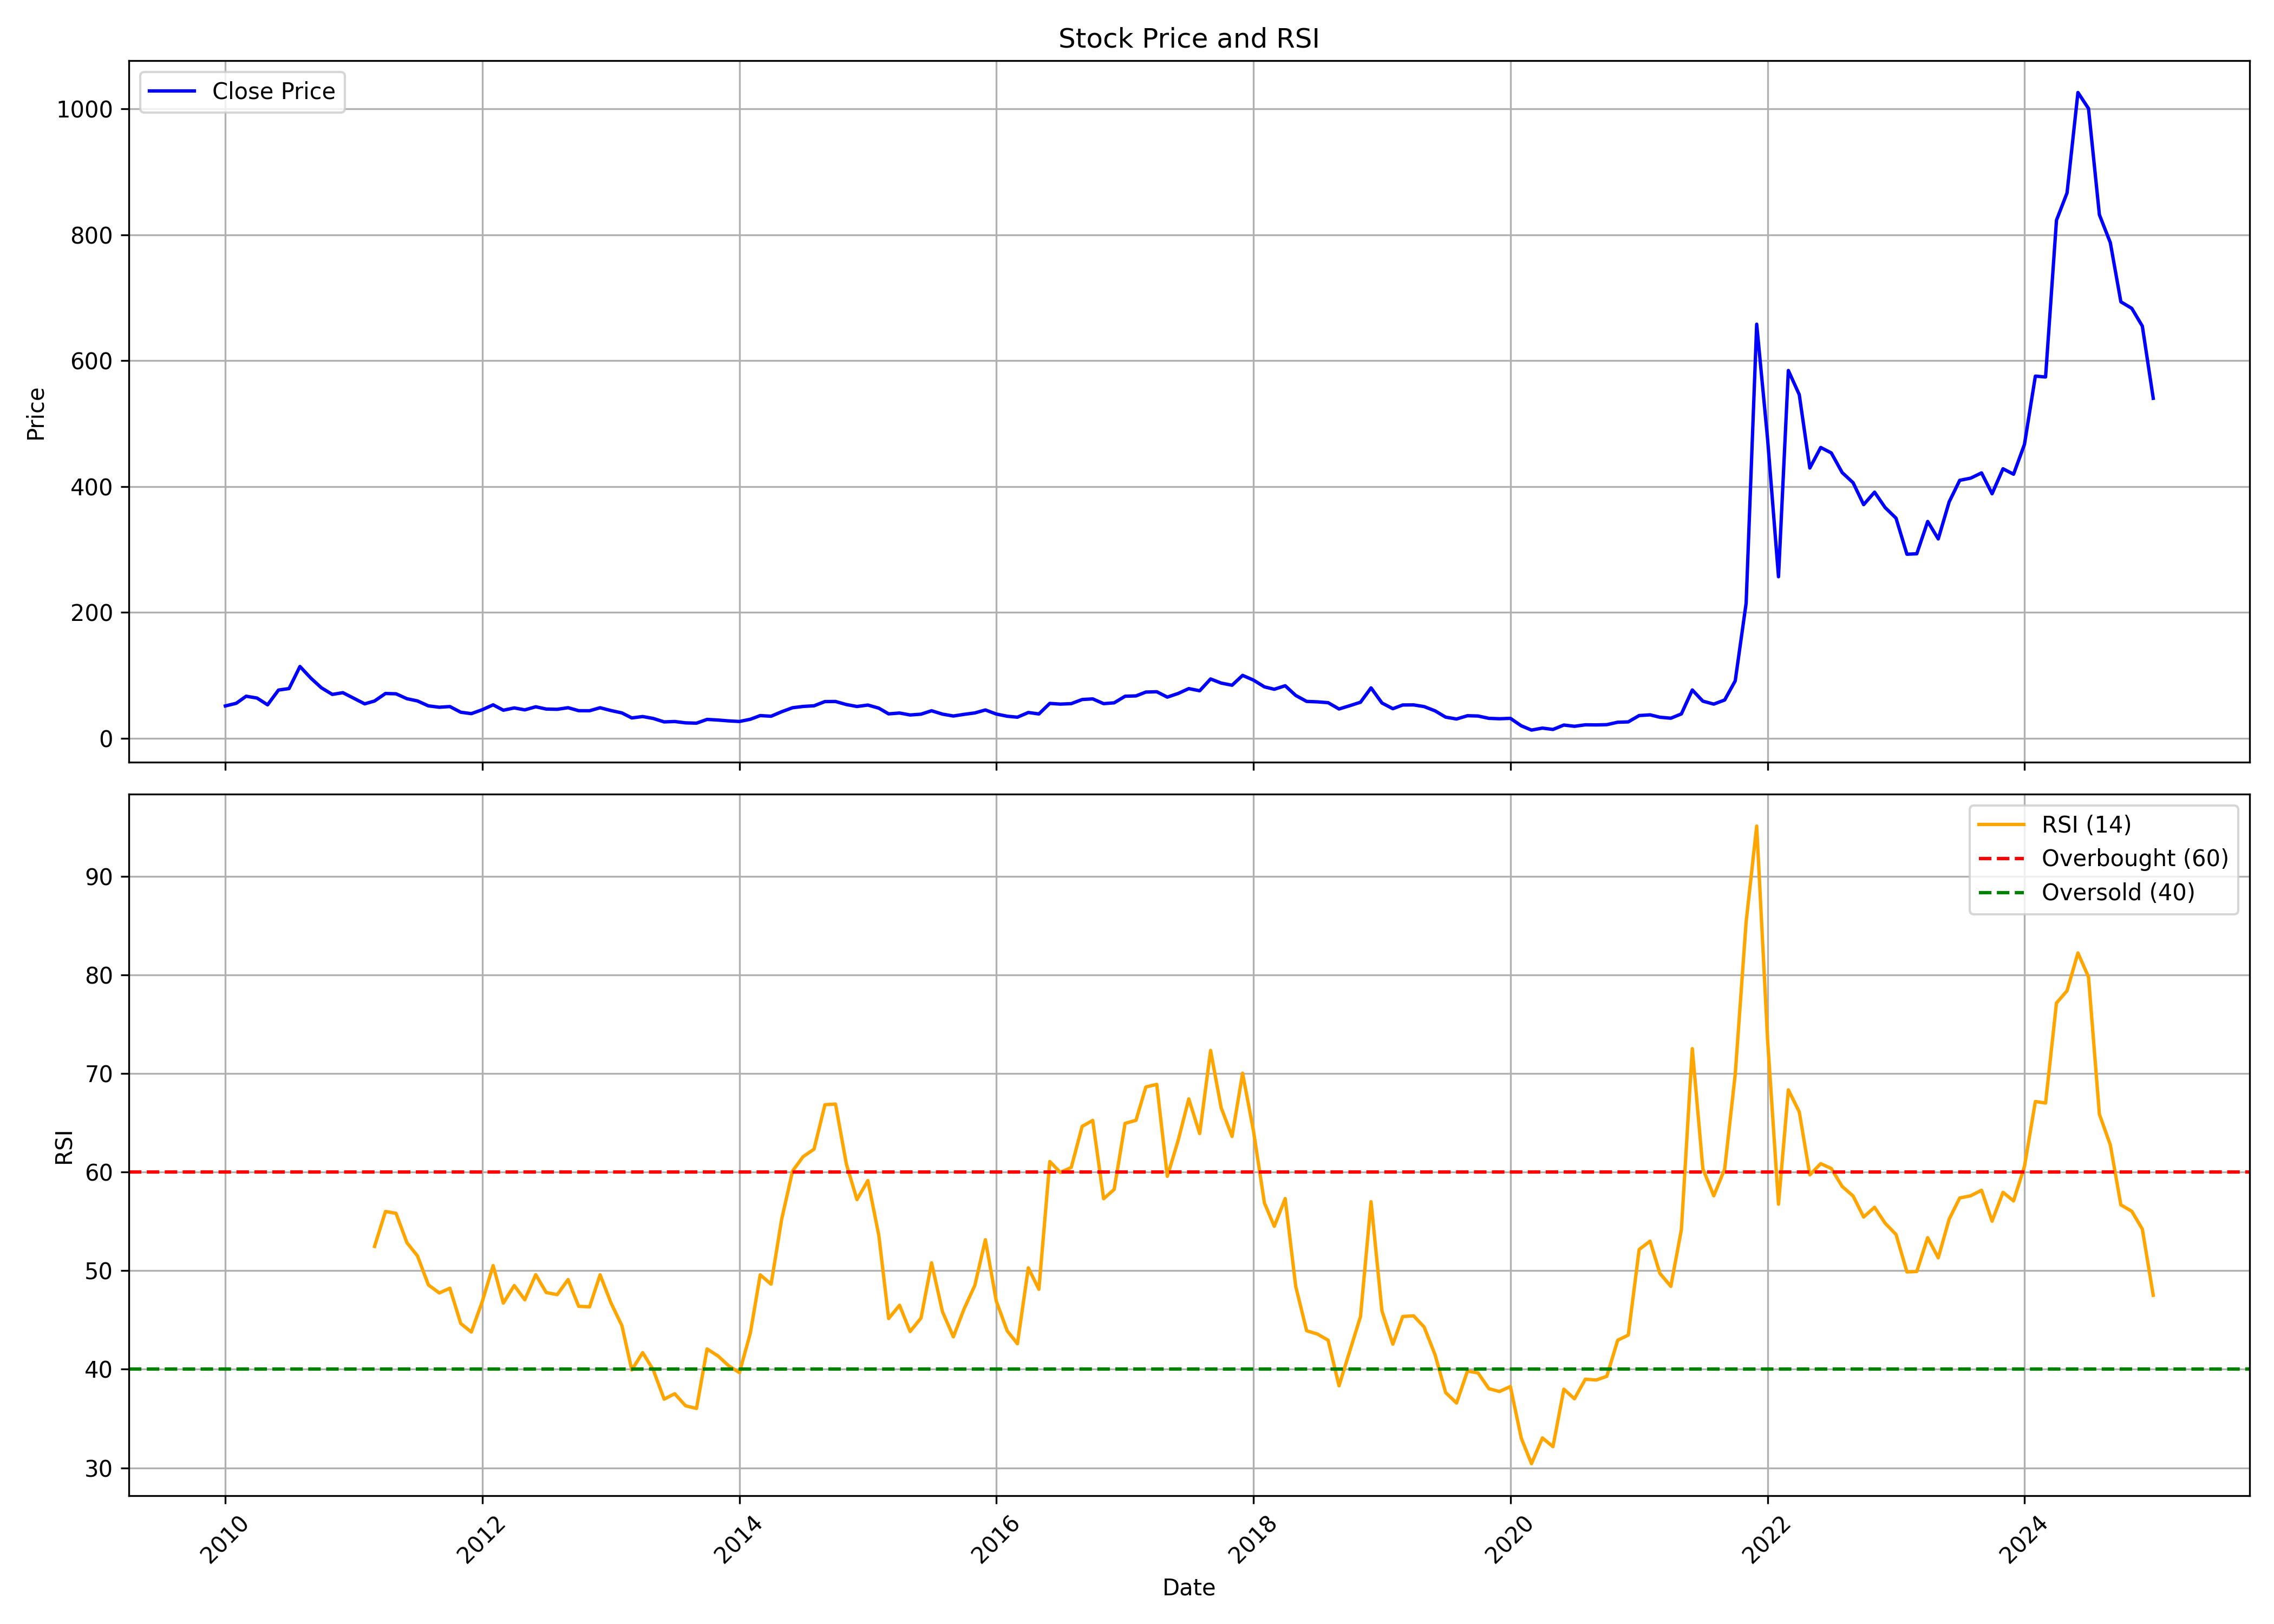 Stock Price and RSI
Close Price
1000
800
600
400
200
0
Price
RSI (14)
Overbought (60)
Oversold (40)
90
80
70
60
50
40
30
RSI
2010
2012
2014
2016
2018
2020
2022
2024
Date